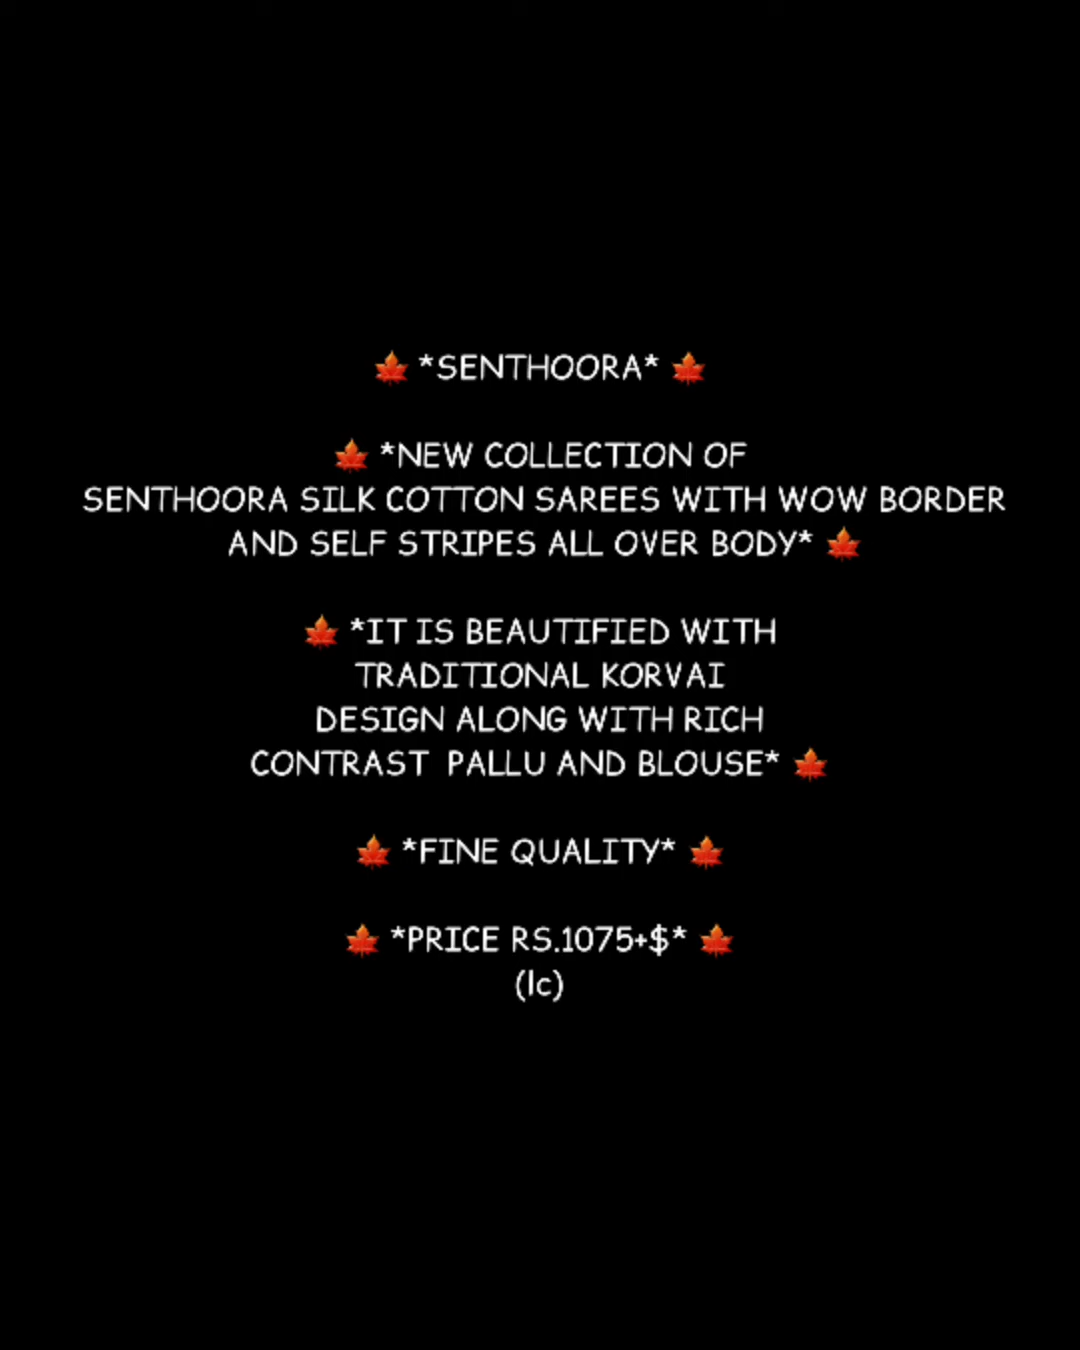 🍁 *SENTHOORA* 🍁
🍁 *NEW COLLECTION OF
SENTHOORA SILK COTTON SAREES WITH WOW BORDER
AND SELF STRIPES ALL OVER BODY* 🍁
🍁 *IT IS BEAUTIFIED WITH
TRADITIONAL KORVAI
DESIGN ALONG WITH RICH
CONTRAST  PALLU AND BLOUSE* 🍁
🍁 *FINE QUALITY* 🍁
🍁 *PRICE RS.1075+$* 🍁
(lc)